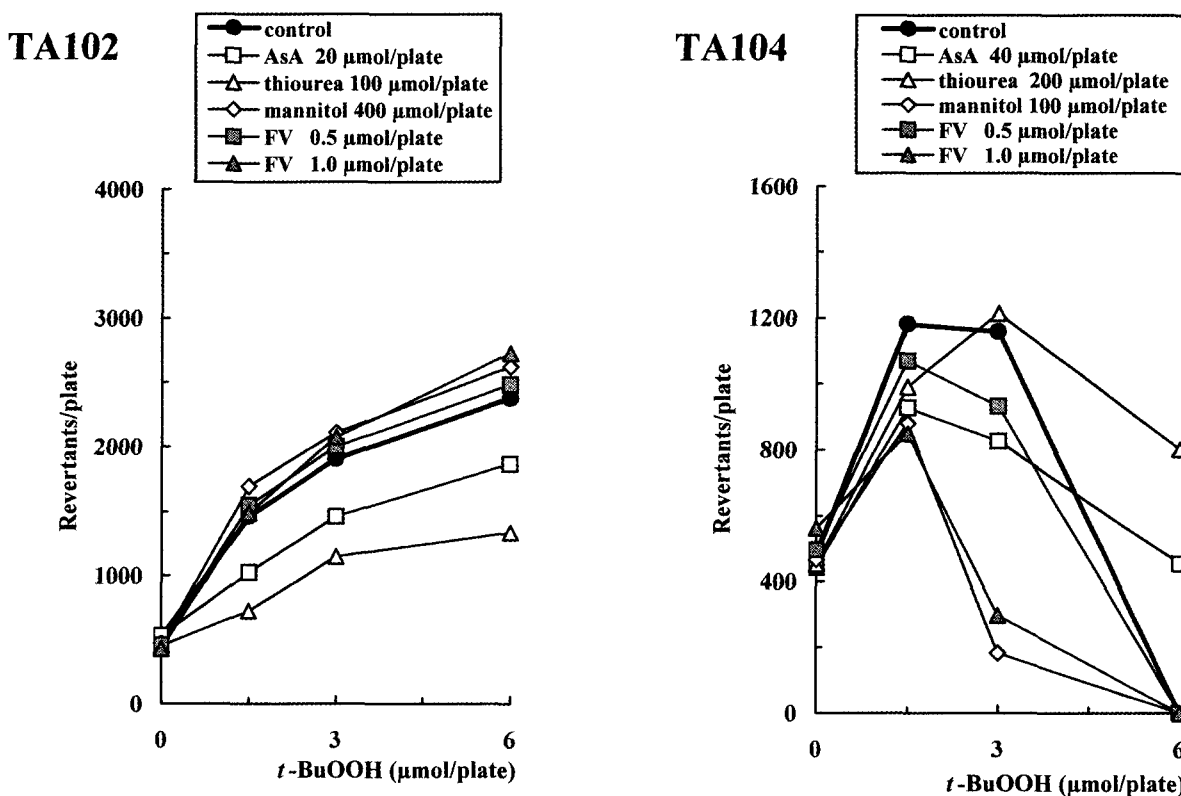 TA102
control
AsA 20 µmol/plate
thiourea 100 µmol/plate
mannitol 400 µmol/plate
FV 0.5 µmol/plate
FV 1.0 µmol/plate
4000
3000
2000
1000
0
Revertants/plate
0 3 6
t-BuOOH (µmol/plate)
TA104
control
AsA 40 µmol/plate
thiourea 200 µmol/plate
mannitol 100 µmol/plate
FV 0.5 µmol/plate
FV 1.0 µmol/plate
1600
1200
800
400
0
Revertants/plate
0 3 6
t-BuOOH (µmol/plate)